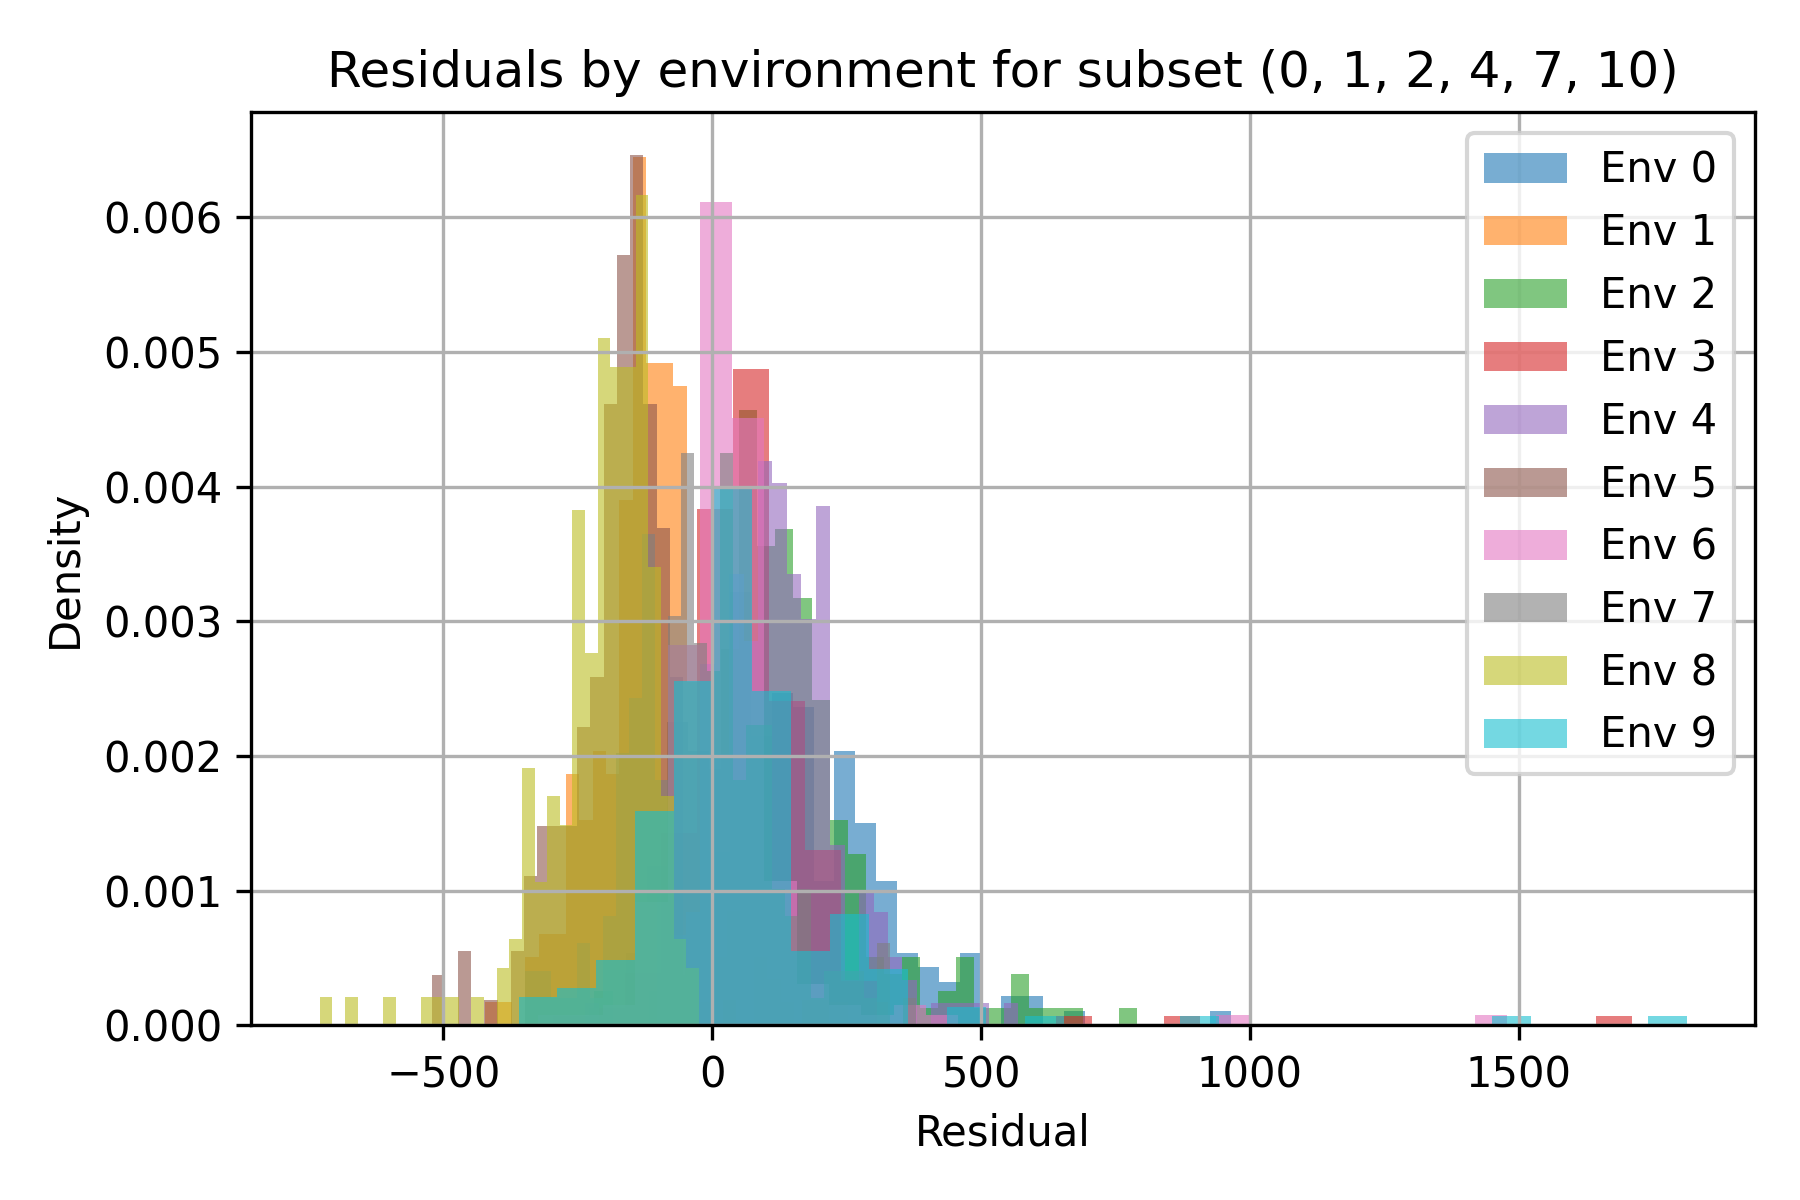 Residuals by environment for subset (0, 1, 2, 4, 7, 10)
Density
0.006
0.005
0.004
0.003
0.002
0.001
0.000
−500
0
500
1000
1500
Residual
Env 0
Env 1
Env 2
Env 3
Env 4
Env 5
Env 6
Env 7
Env 8
Env 9